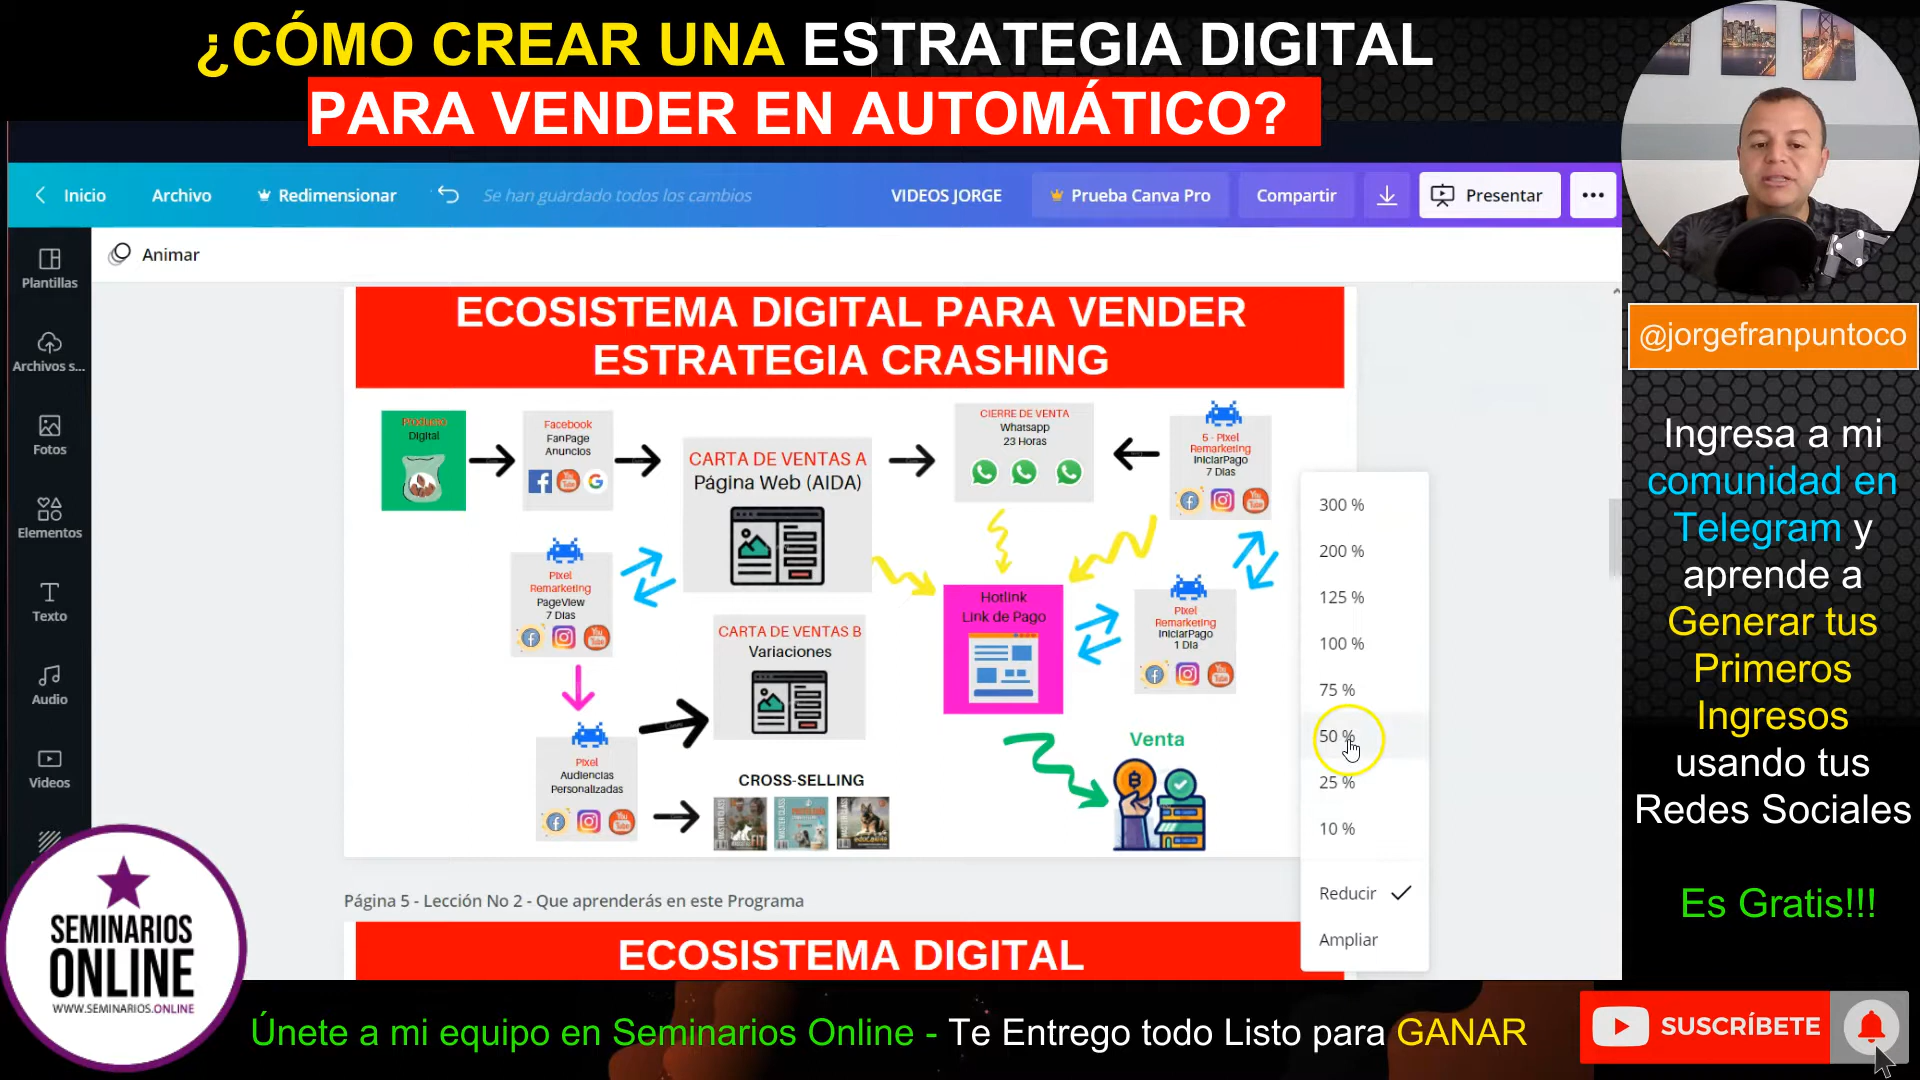 ¿CÓMO CREAR UNA ESTRATEGIA DIGITAL
PARA VENDER EN AUTOMÁTICO?
Inicio
Archivo
Redimensionar
Se han guardado todos los cambios
VIDEOS JORGE
Prueba Canva Pro
Compartir
Presentar
Animar
Plantillas
Archivos s...
Fotos
Elementos
Texto
Audio
Videos
ECOSISTEMA DIGITAL PARA VENDER
ESTRATEGIA CRASHING
Producto
Digital
Facebook
FanPage
Anuncios
CARTA DE VENTAS A
Página Web (AIDA)
CIERRE DE VENTA
Whatsapp
23 Horas
5 - Pixel
Remarketing
IniciarPago
7 Dias
Pixel
Remarketing
PageView
7 Dias
CARTA DE VENTAS B
Variaciones
Hotlink
Link de Pago
Pixel
Remarketing
IniciarPago
1 Dia
Pixel
Audiencias
Personalizadas
CROSS-SELLING
Venta
300 %
200 %
125 %
100 %
75 %
50 %
25 %
10 %
Reducir
Ampliar
Página 5 - Lección No 2 - Que aprenderás en este Programa
ECOSISTEMA DIGITAL
@jorgefranpuntoco
Ingresa a mi
comunidad en
Telegram y
aprende a
Generar tus
Primeros
Ingresos
usando tus
Redes Sociales
Es Gratis!!!
SEMINARIOS
ONLINE
WWW.SEMINARIOS.ONLINE
Únete a mi equipo en Seminarios Online - Te Entrego todo Listo para GANAR
SUSCRÍBETE